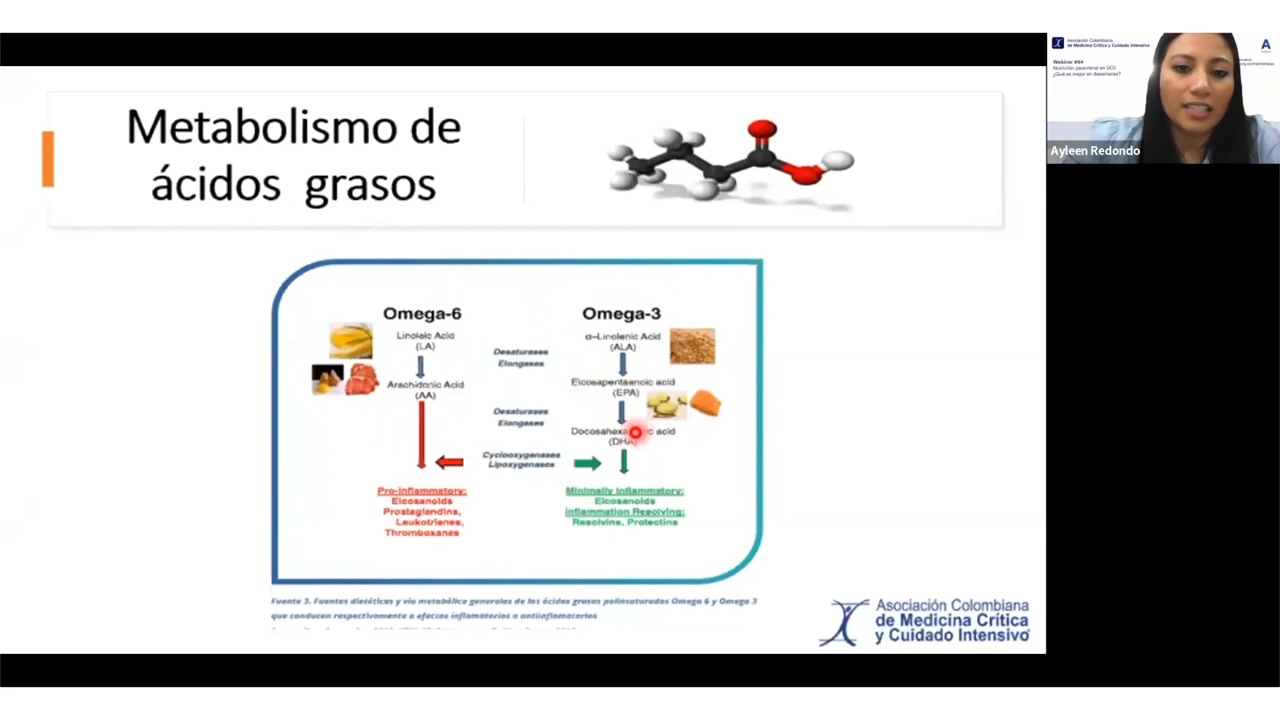 Metabolismo de
ácidos grasos
Omega-6
Linoleic Acid
(LA)
Arachidonic Acid
(AA)
Desaturases
Elongases
Desaturases
Elongases
Cyclooxygenases
Lipoxygenases
Omega-3
α-Linolenic Acid
(ALA)
Eicosapentaenoic acid
(EPA)
acid
(DHA)
Pro-inflammatory:
Eicosanoids
Prostaglandins,
Leukotrienes,
Thromboxanes
Minimally inflammatory:
Eicosanoids
Inflammation Resolving:
Resolvins, Protectins
Fuente 3. Fuentes dietéticas y vía metabólica generales de los ácidos grasos poliinsaturados Omega 6 y Omega 3
que conducen respectivamente a efectos inflamatorios o antiinflamatorios
Asociación Colombiana
de Medicina Crítica
y Cuidado Intensivo
Asociación Colombiana
de Medicina Crítica y Cuidado Intensivo
Webinar #04
Nutrición parenteral en UCI:
¿Qué es mejor en desenlaces?
A
Ayleen Redondo